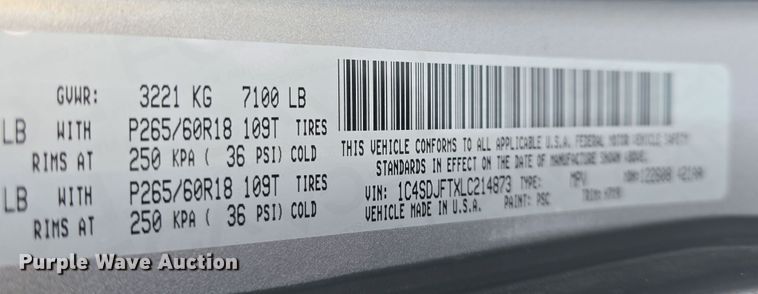 GVWR: 3221 KG 7100 LB
LB WITH P265/60R18 109T TIRES
RIMS AT 250 KPA ( 36 PSI) COLD
LB WITH P265/60R18 109T TIRES
RIMS AT 250 KPA ( 36 PSI) COLD
THIS VEHICLE CONFORMS TO ALL APPLICABLE U.S.A. FEDERAL MOTOR VEHICLE SAFETY
STANDARDS IN EFFECT ON THE DATE OF MANUFACTURE SHOWN ABOVE.
VIN: 1C4SDJFTXLC214873 TYPE: MPV
VEHICLE MADE IN U.S.A. PAINT: PSC TRIM:
Purple Wave Auction